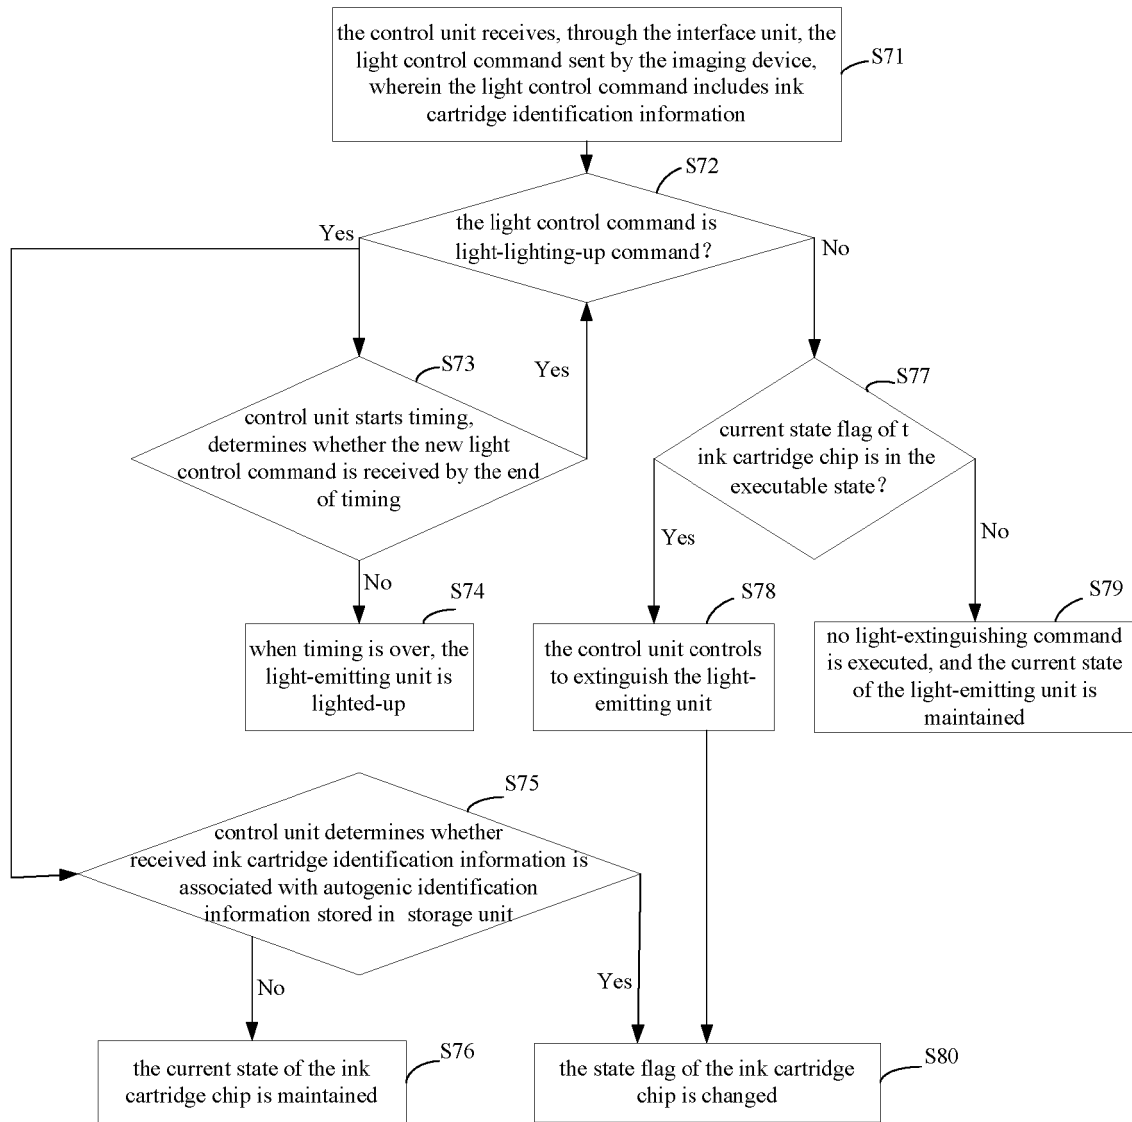 the control unit receives, through the interface unit, the
light control command sent by the imaging device,
wherein the light control command includes ink
cartridge identification information
S71
S72
the light control command is
light-lighting-up command?
Yes
No
S73
control unit starts timing,
determines whether the new light
control command is received by the end
of timing
Yes
S77
current state flag of t
ink cartridge chip is in the
executable state?
No
Yes
No
S74
when timing is over, the
light-emitting unit is
lighted-up
S78
the control unit controls
to extinguish the light-
emitting unit
S79
no light-extinguishing command
is executed, and the current state
of the light-emitting unit is
maintained
S75
control unit determines whether
received ink cartridge identification information is
associated with autogenic identification
information stored in storage unit
No
Yes
S76
the current state of the ink
cartridge chip is maintained
S80
the state flag of the ink cartridge
chip is changed